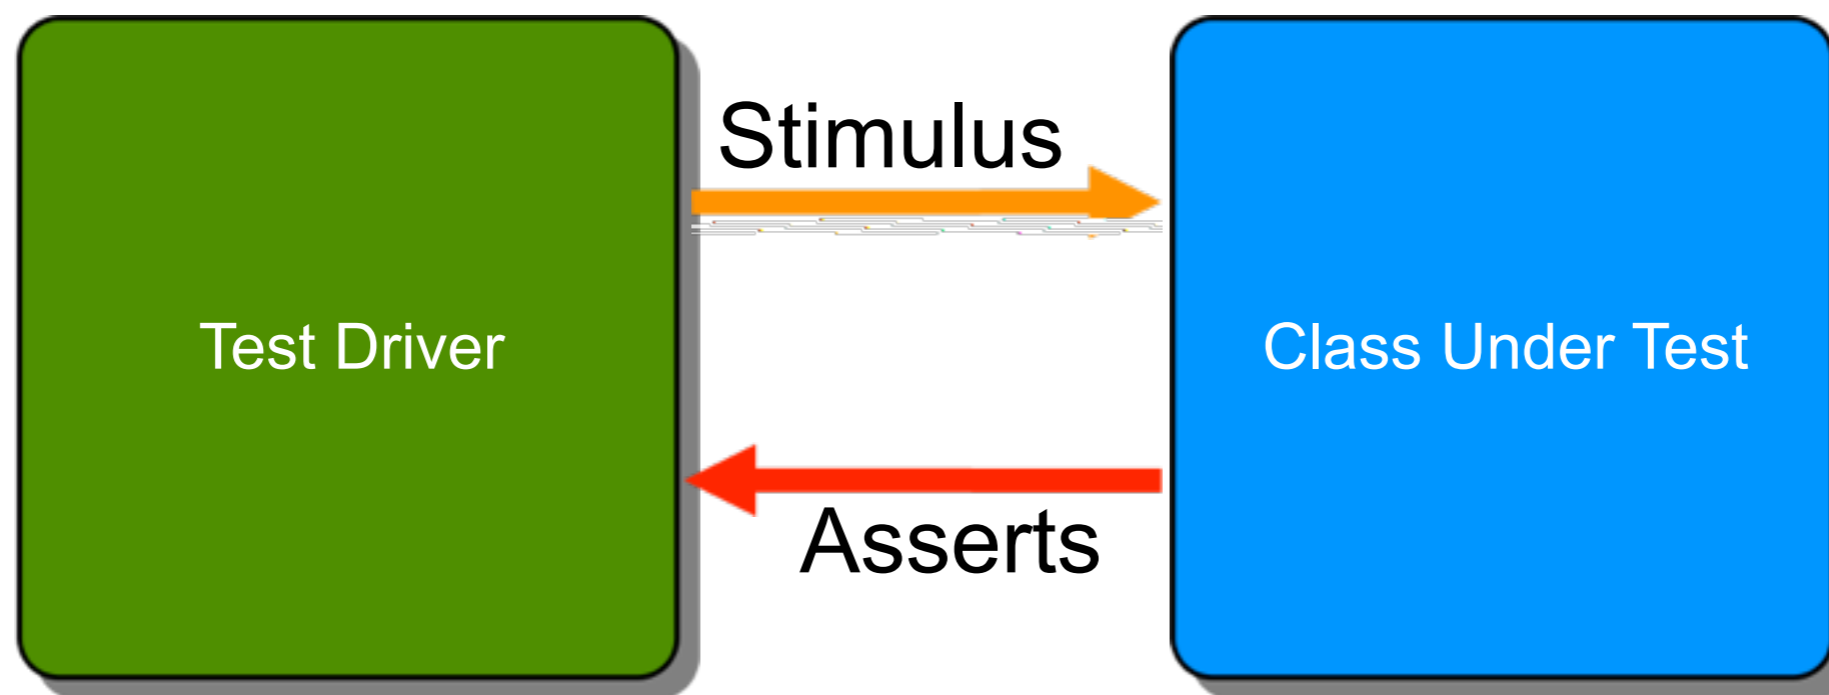 Stimulus
Test Driver
Class Under Test
Asserts